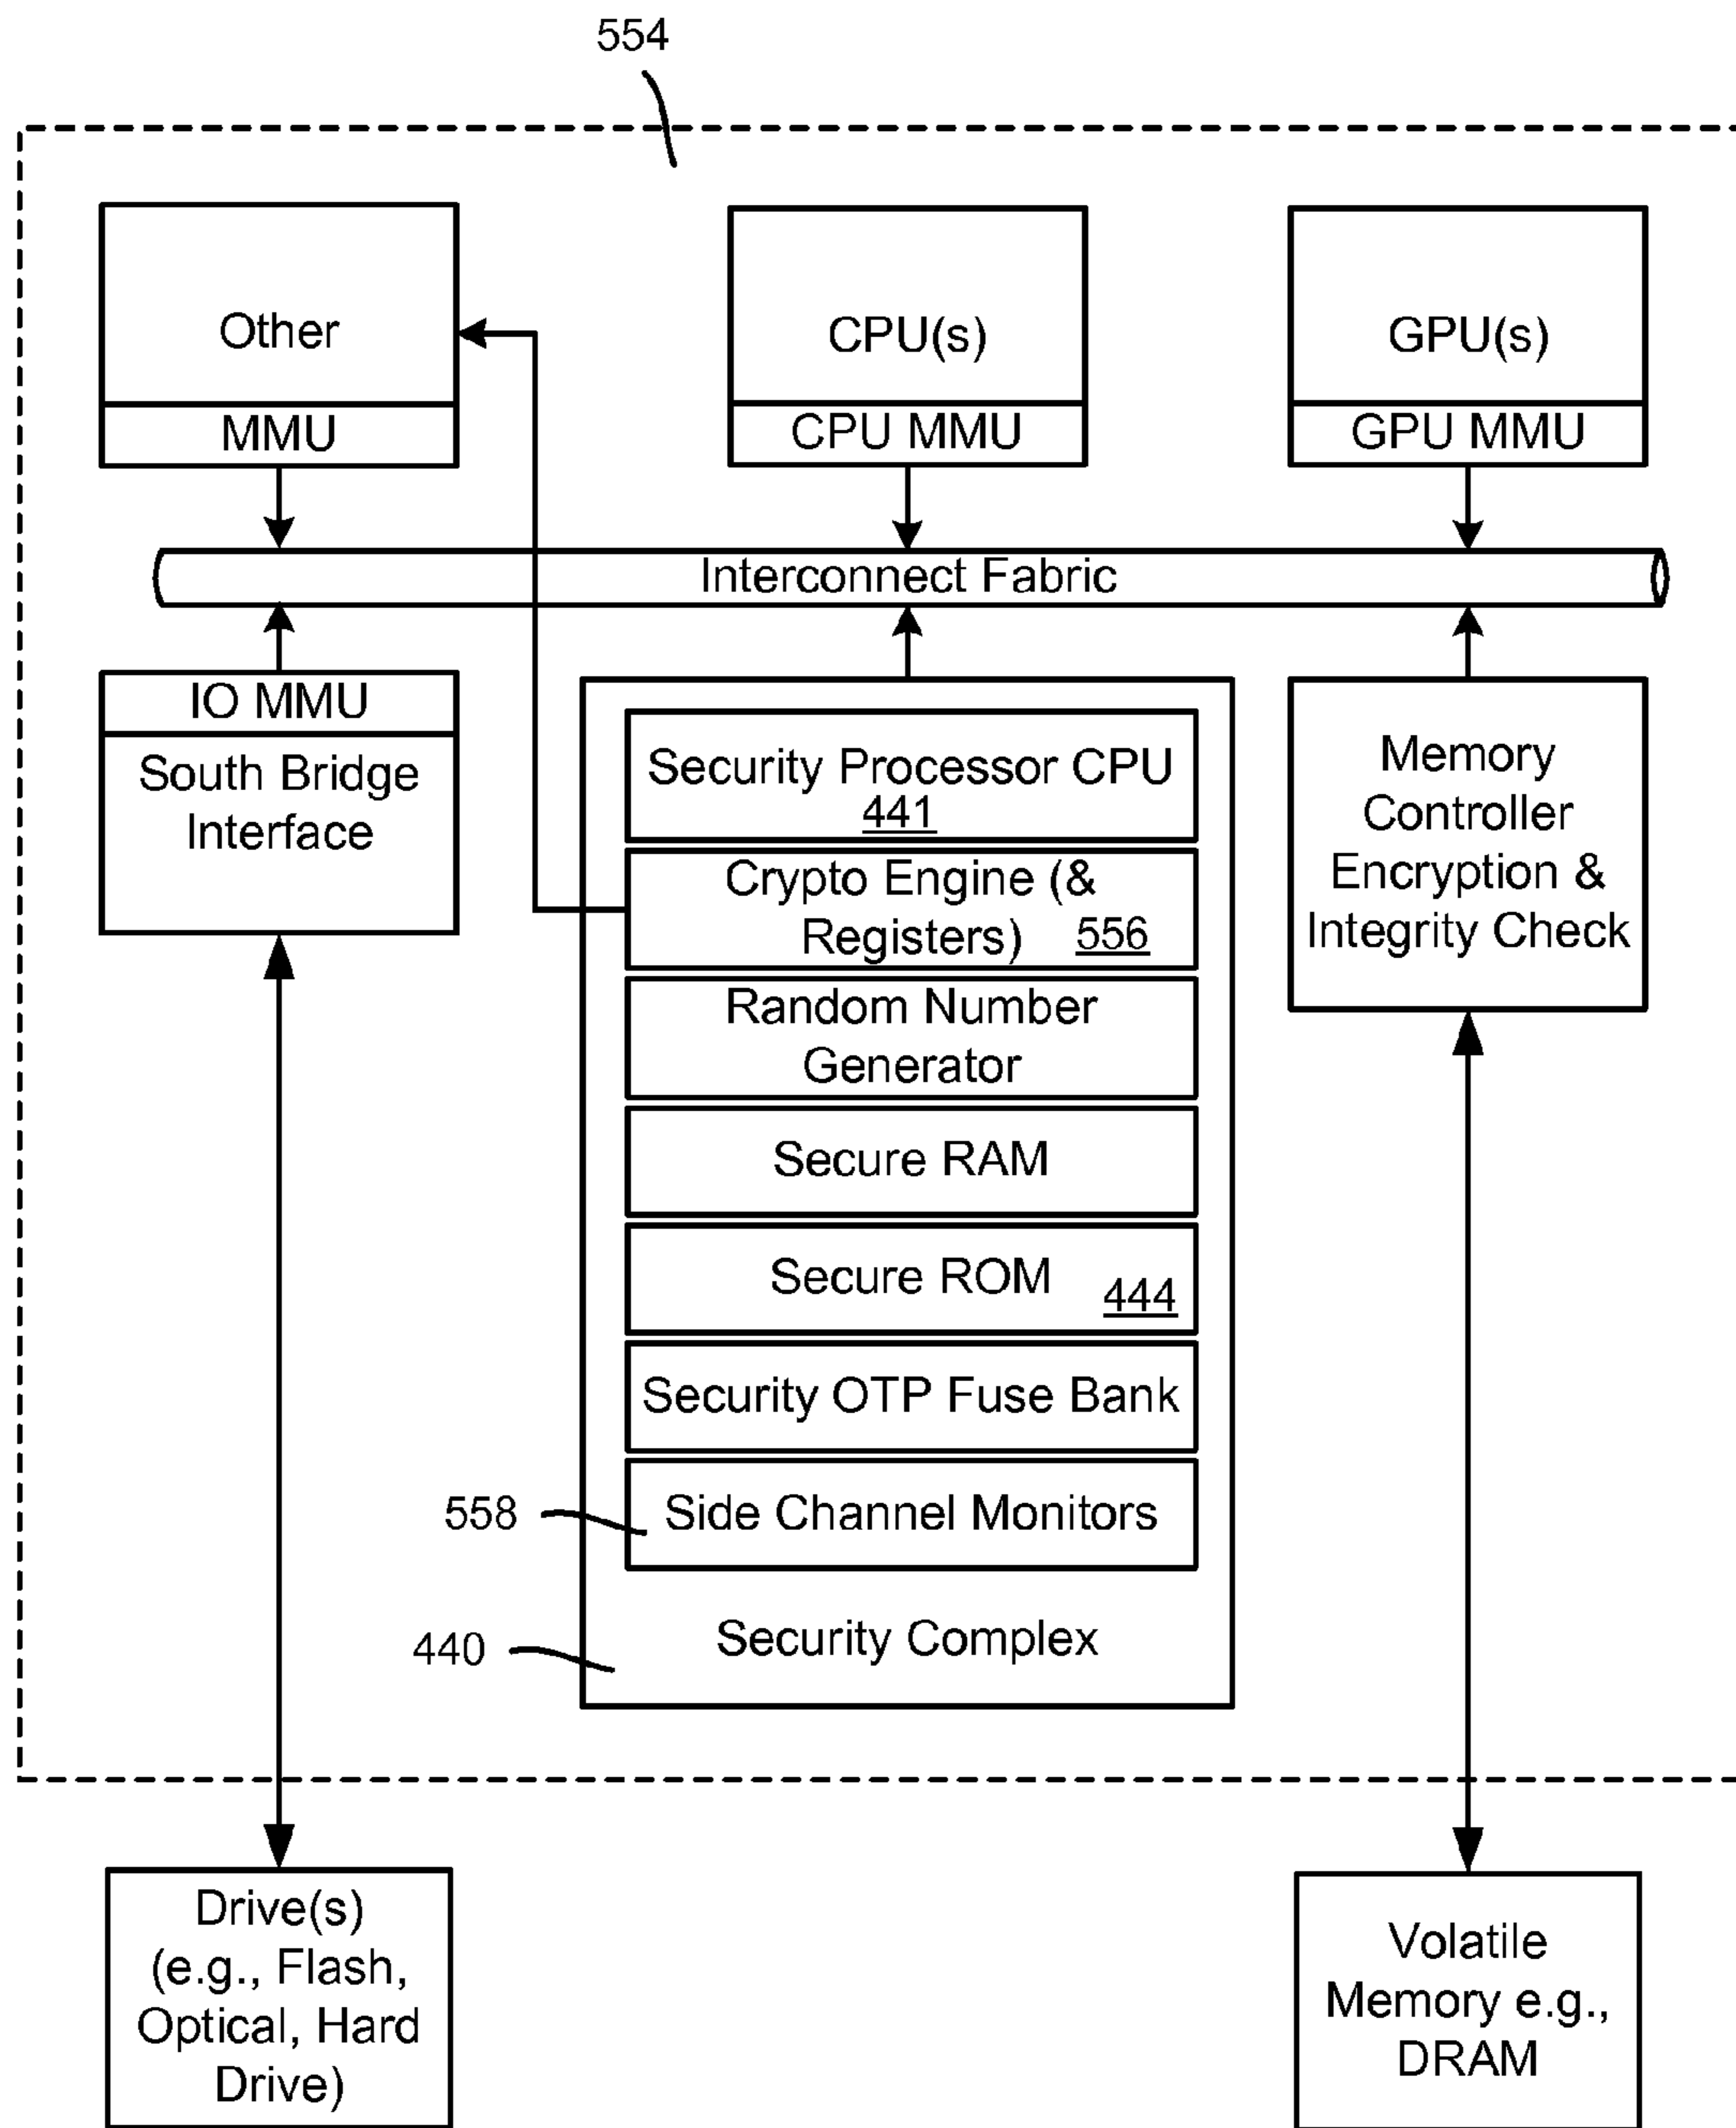 554
Other
MMU
CPU(s)
CPU MMU
GPU(s)
GPU MMU
Interconnect Fabric
IO MMU
South Bridge
Interface
Security Processor CPU
441
Crypto Engine (&
Registers) 556
Random Number
Generator
Secure RAM
Secure ROM 444
Security OTP Fuse Bank
558
Side Channel Monitors
440
Security Complex
Memory
Controller
Encryption &
Integrity Check
Drive(s)
(e.g., Flash,
Optical, Hard
Drive)
Volatile
Memory e.g.,
DRAM